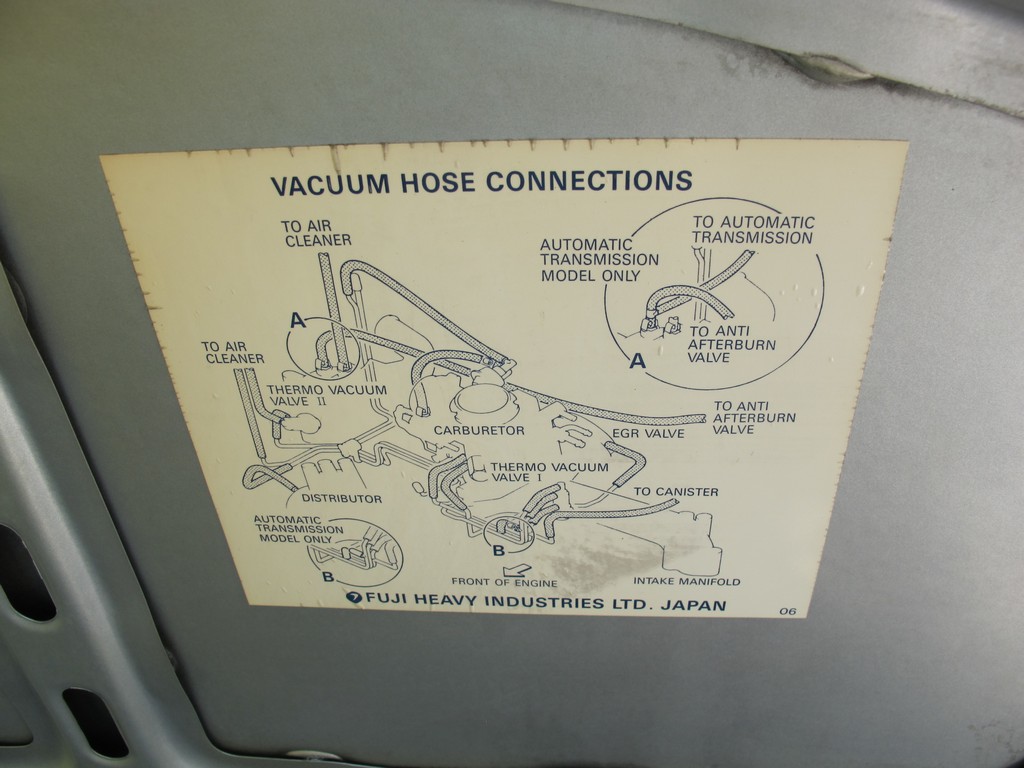 VACUUM HOSE CONNECTIONS
TO AIR
CLEANER
AUTOMATIC
TRANSMISSION
MODEL ONLY
TO AUTOMATIC
TRANSMISSION
TO ANTI
AFTERBURN
VALVE
A
A
TO AIR
CLEANER
THERMO VACUUM
VALVE II
CARBURETOR
TO ANTI
AFTERBURN
VALVE
EGR VALVE
THERMO VACUUM
VALVE I
DISTRIBUTOR
TO CANISTER
AUTOMATIC
TRANSMISSION
MODEL ONLY
B
B
FRONT OF ENGINE
INTAKE MANIFOLD
FUJI HEAVY INDUSTRIES LTD. JAPAN
06